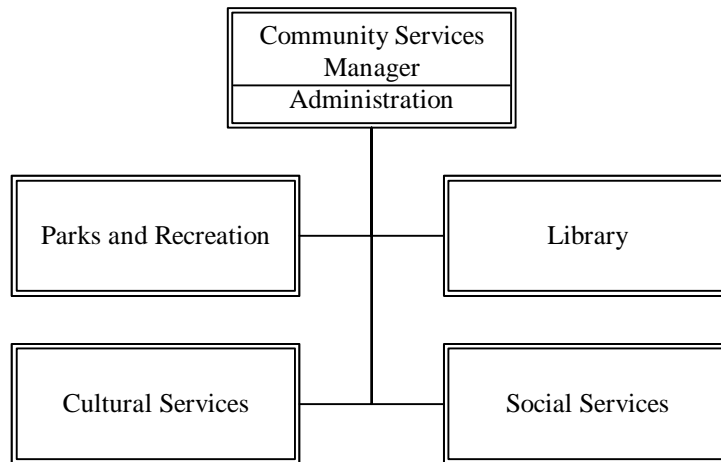 Community Services
Manager
Administration
Parks and Recreation
Library
Cultural Services
Social Services